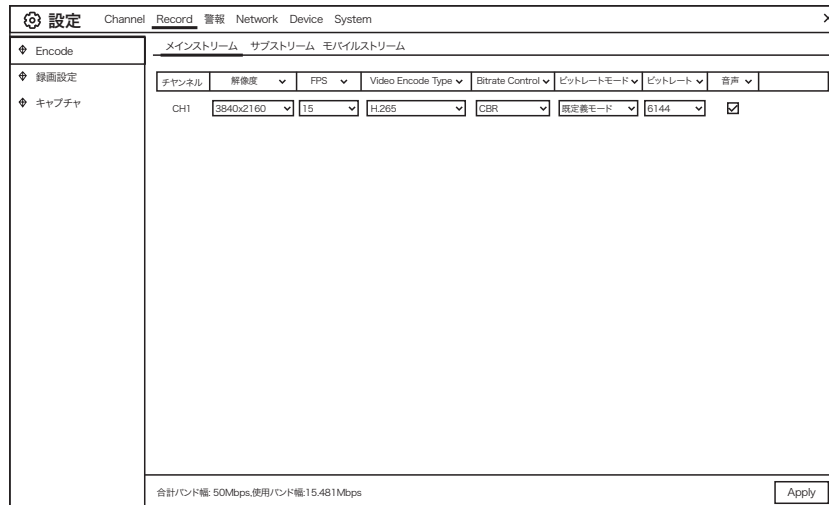 設定 Channel Record 警報 Network Device System ×
Encode
録画設定
キャプチャ
メインストリーム サブストリーム モバイルストリーム
チャンネル 解像度 FPS Video Encode Type Bitrate Control ビットレートモード ビットレート 音声
CH1 3840x2160 15 H.265 CBR 既定義モード 6144
合計バンド幅: 50Mbps,使用バンド幅:15.481Mbps Apply